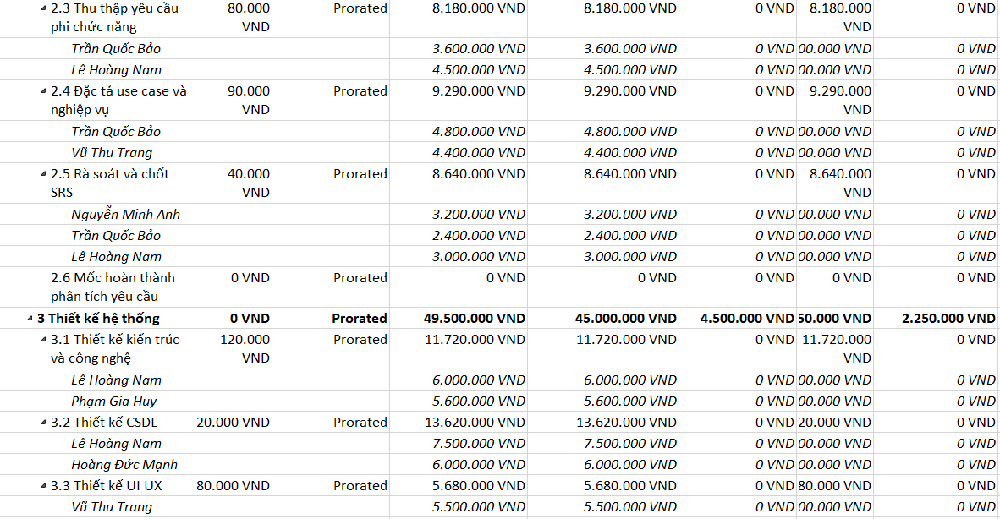 2.3 Thu thập yêu cầu 80.000 Prorated 8.180.000 VND 8.180.000 VND 0 VND 8.180.000 0 VND
phi chức năng VND VND
Trần Quốc Bảo 3.600.000 VND 3.600.000 VND 0 VND 00.000 VND 0 VND
Lê Hoàng Nam 4.500.000 VND 4.500.000 VND 0 VND 00.000 VND 0 VND
2.4 Đặc tả use case và 90.000 Prorated 9.290.000 VND 9.290.000 VND 0 VND 9.290.000 0 VND
nghiệp vụ VND VND
Trần Quốc Bảo 4.800.000 VND 4.800.000 VND 0 VND 00.000 VND 0 VND
Vũ Thu Trang 4.400.000 VND 4.400.000 VND 0 VND 00.000 VND 0 VND
2.5 Rà soát và chốt 40.000 Prorated 8.640.000 VND 8.640.000 VND 0 VND 8.640.000 0 VND
SRS VND VND
Nguyễn Minh Anh 3.200.000 VND 3.200.000 VND 0 VND 00.000 VND 0 VND
Trần Quốc Bảo 2.400.000 VND 2.400.000 VND 0 VND 00.000 VND 0 VND
Lê Hoàng Nam 3.000.000 VND 3.000.000 VND 0 VND 00.000 VND 0 VND
2.6 Mốc hoàn thành 0 VND Prorated 0 VND 0 VND 0 VND 0 VND 0 VND
phân tích yêu cầu
3 Thiết kế hệ thống 0 VND Prorated 49.500.000 VND 45.000.000 VND 4.500.000 VND 50.000 VND 2.250.000 VND
3.1 Thiết kế kiến trúc 120.000 Prorated 11.720.000 VND 11.720.000 VND 0 VND 11.720.000 0 VND
và công nghệ VND VND
Lê Hoàng Nam 6.000.000 VND 6.000.000 VND 0 VND 00.000 VND 0 VND
Phạm Gia Huy 5.600.000 VND 5.600.000 VND 0 VND 00.000 VND 0 VND
3.2 Thiết kế CSDL 20.000 VND Prorated 13.620.000 VND 13.620.000 VND 0 VND 20.000 VND 0 VND
Lê Hoàng Nam 7.500.000 VND 7.500.000 VND 0 VND 00.000 VND 0 VND
Hoàng Đức Mạnh 6.000.000 VND 6.000.000 VND 0 VND 00.000 VND 0 VND
3.3 Thiết kế UI UX 80.000 VND Prorated 5.680.000 VND 5.680.000 VND 0 VND 80.000 VND 0 VND
Vũ Thu Trang 5.500.000 VND 5.500.000 VND 0 VND 00.000 VND 0 VND